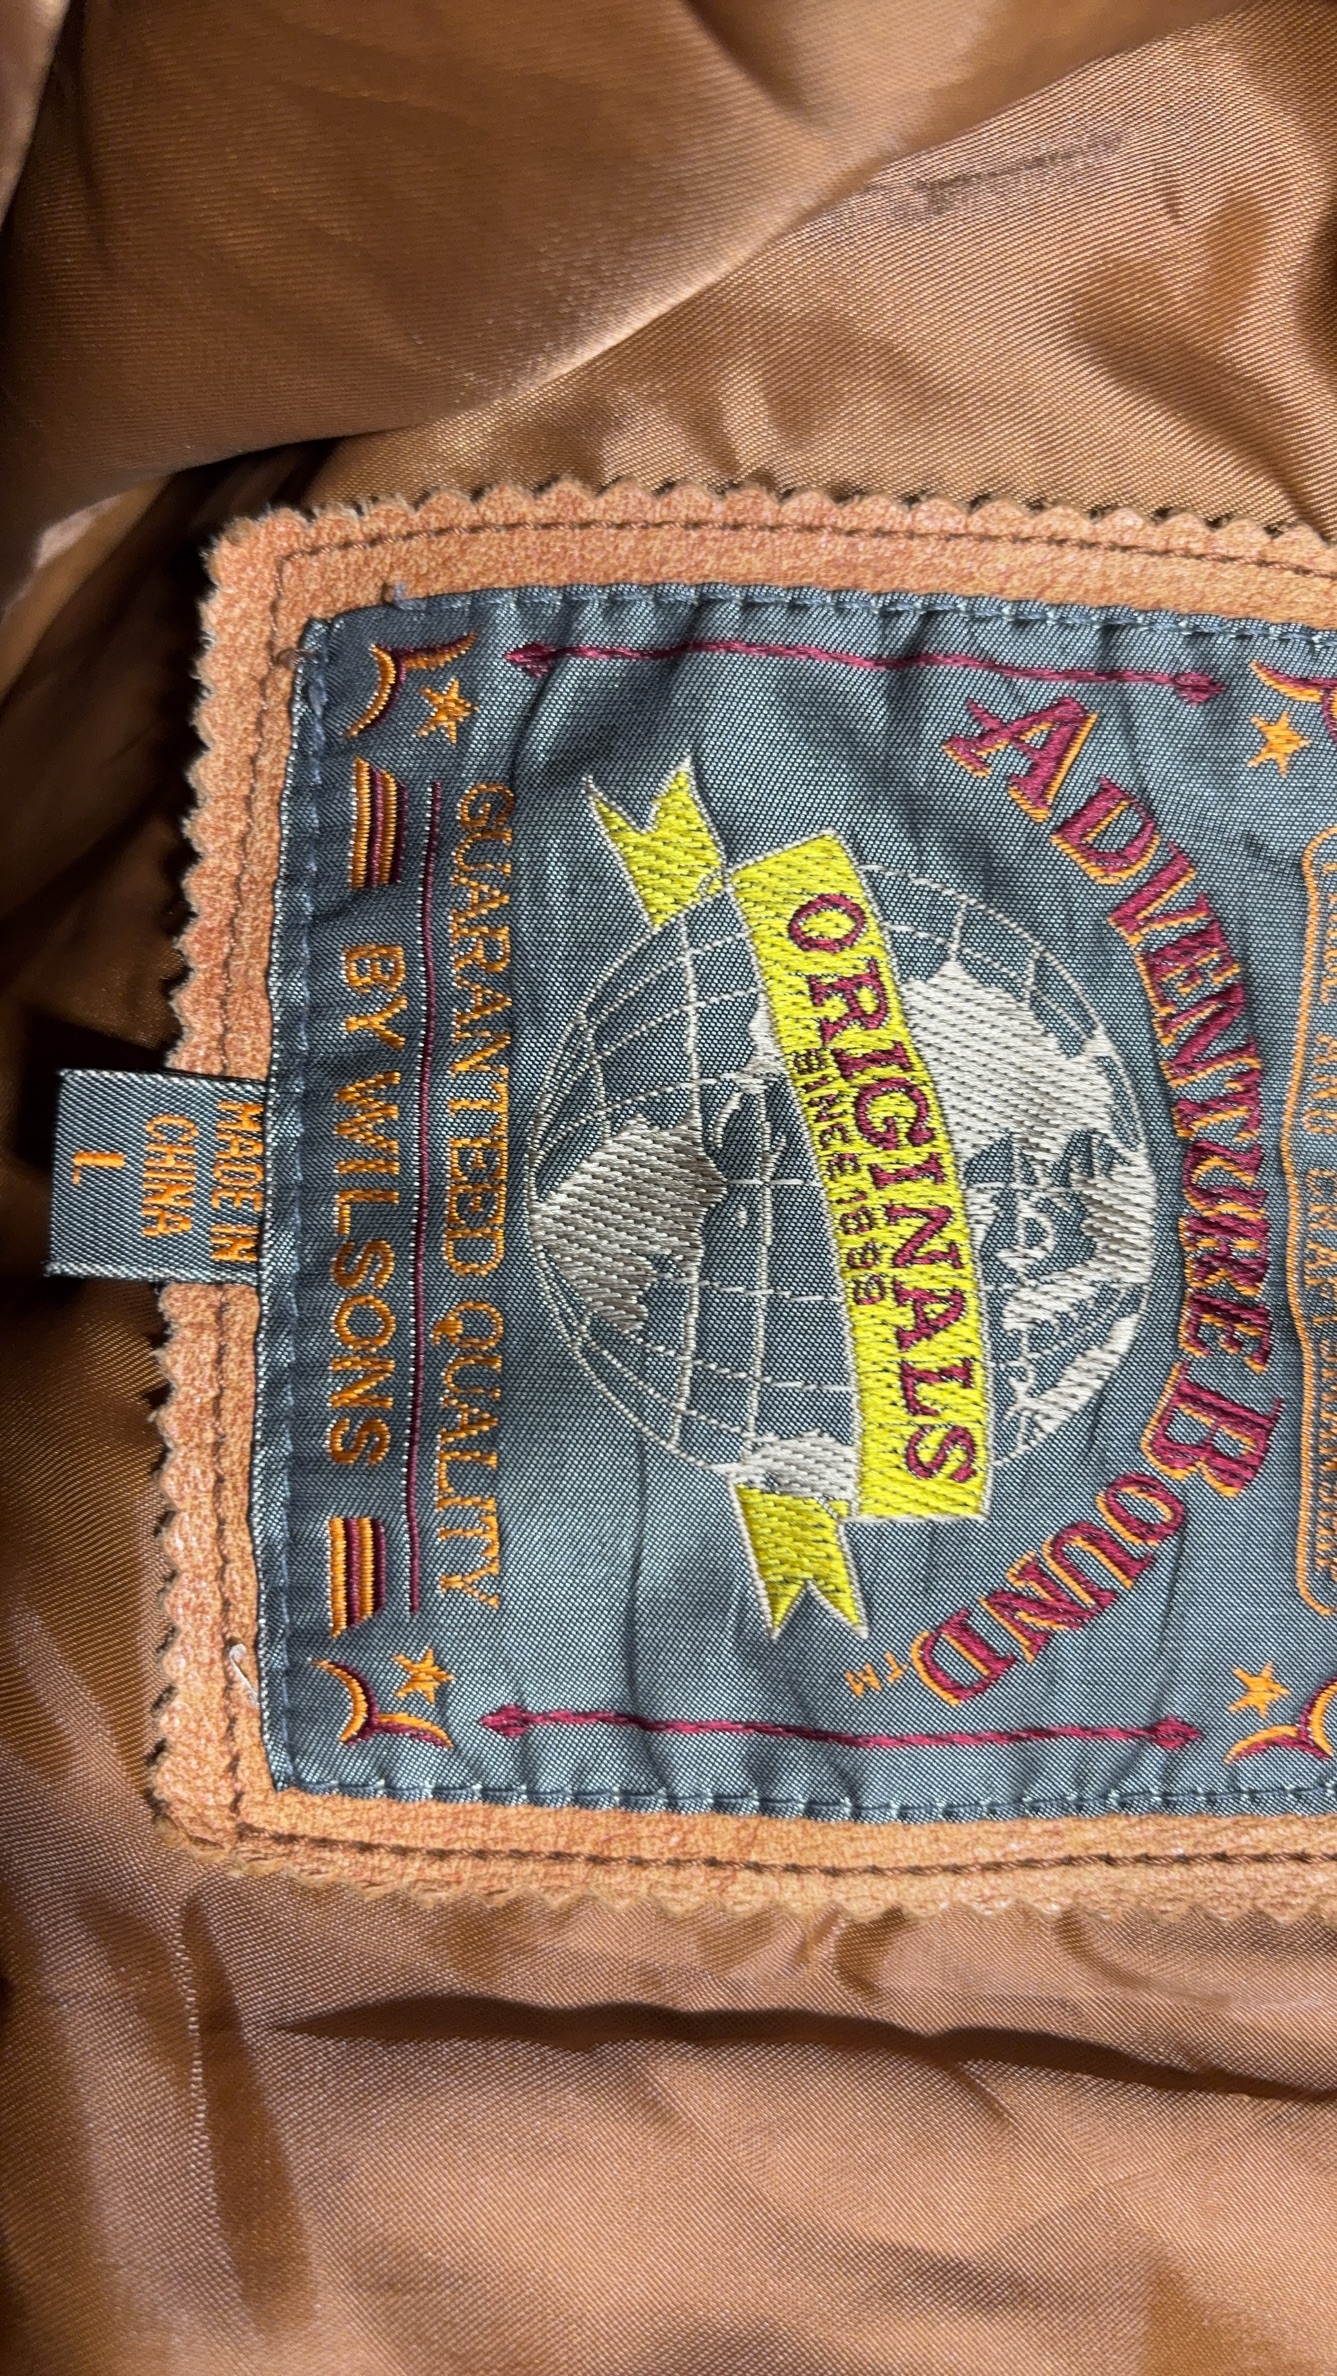 ADVENTURE BOUND™
ORIGINALS
SINCE 1899
GUARANTEED QUALITY
BY WILSONS
MADE IN
CHINA
L